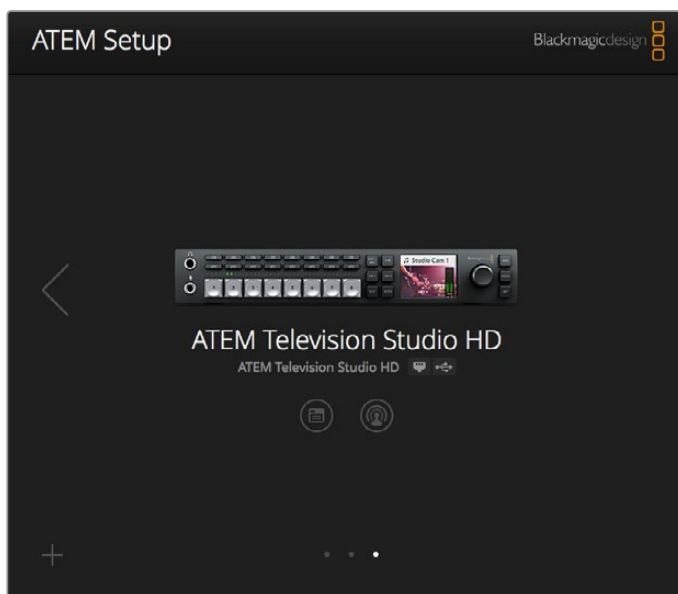 ATEM Setup
Blackmagicdesign
Studio Cam 1
ATEM Television Studio HD
ATEM Television Studio HD